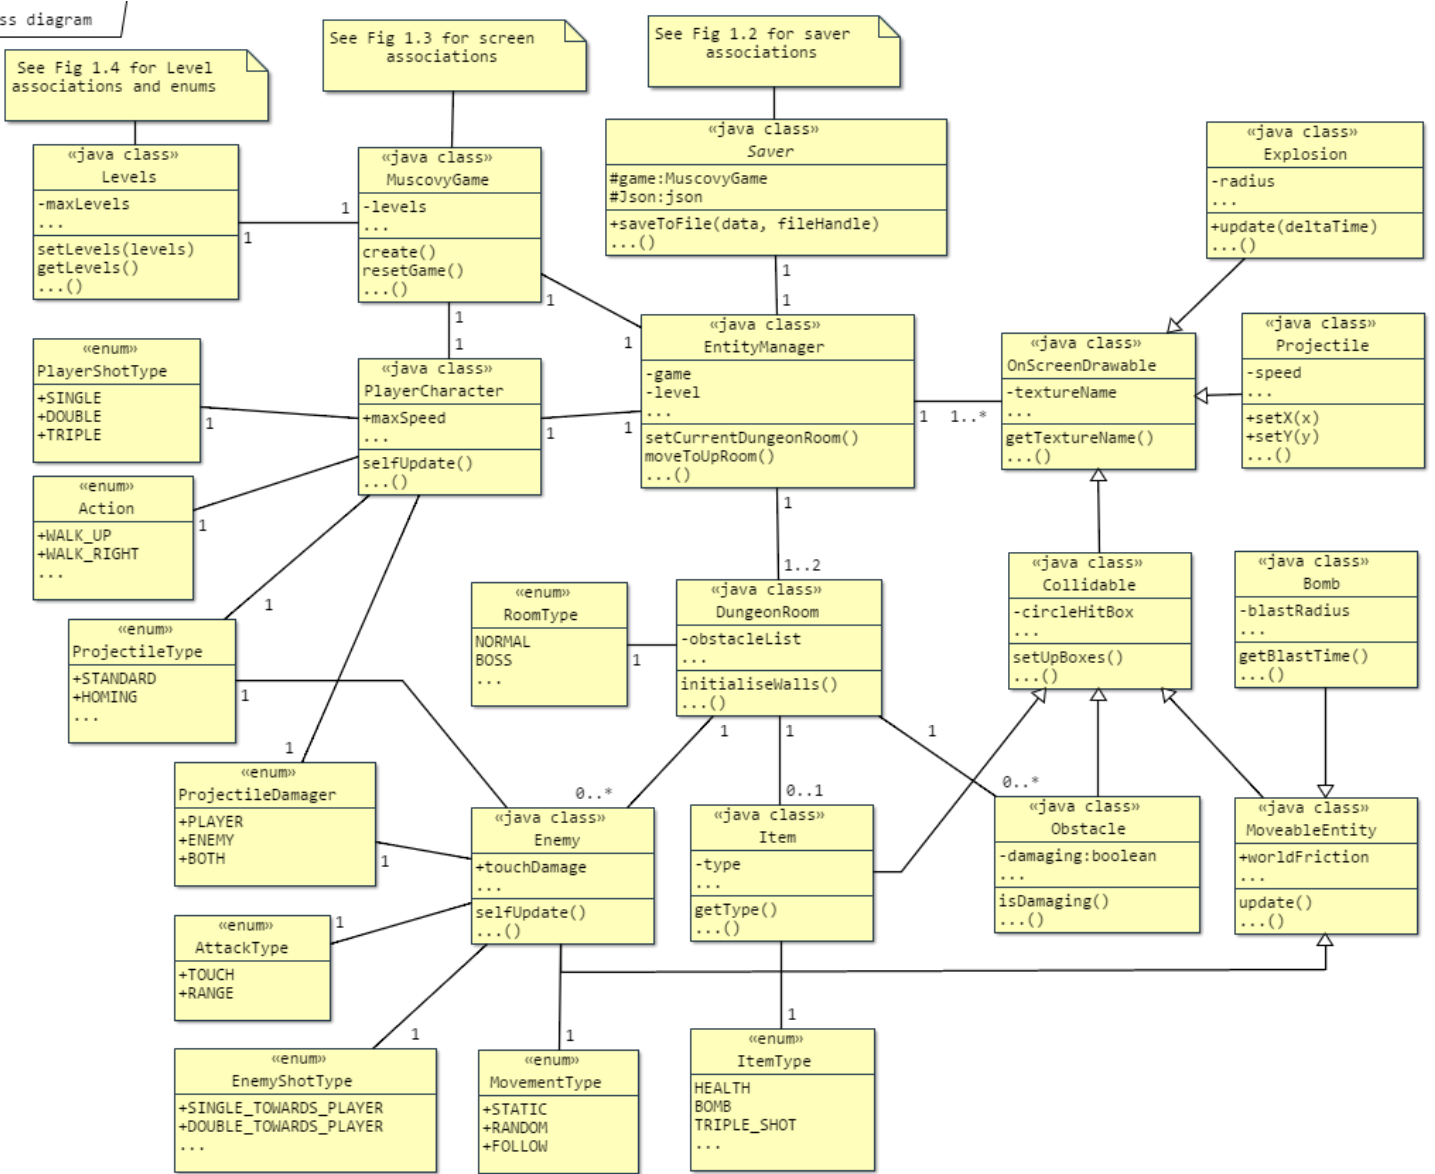 ss diagram
See Fig 1.4 for Level
associations and enums
See Fig 1.3 for screen
associations
See Fig 1.2 for saver
associations
«java class»
Levels
-maxLevels
...
setLevels(levels)
getLevels()
...()
1
1
«java class»
MuscovyGame
-levels
...
create()
resetGame()
...()
«java class»
Saver
#game:MuscovyGame
#Json:json
+saveToFile(data, fileHandle)
...()
«java class»
Explosion
-radius
...
+update(deltaTime)
...()
1
1
1
1
1
1
«enum»
PlayerShotType
+SINGLE
+DOUBLE
+TRIPLE
1
«java class»
PlayerCharacter
+maxSpeed
...
selfUpdate()
...()
1
1
«java class»
EntityManager
-game
-level
...
setCurrentDungeonRoom()
moveToUpRoom()
...()
1
1..*
«java class»
OnScreenDrawable
-textureName
...
getTextureName()
...()
«java class»
Projectile
-speed
...
+setX(x)
+setY(y)
...()
«enum»
Action
+WALK_UP
+WALK_RIGHT
...
1
1
1..2
«enum»
ProjectileType
+STANDARD
+HOMING
...
1
1
«enum»
RoomType
NORMAL
BOSS
...
1
«java class»
DungeonRoom
-obstacleList
...
initialiseWalls()
...()
«java class»
Collidable
-circleHitBox
...
setUpBoxes()
...()
«java class»
Bomb
-blastRadius
...
getBlastTime()
...()
1
1
1
1
0..*
0..1
0..*
«enum»
ProjectileDamager
+PLAYER
+ENEMY
+BOTH
1
«java class»
Enemy
+touchDamage
...
selfUpdate()
...()
«java class»
Item
-type
...
getType()
...()
«java class»
Obstacle
-damaging:boolean
...
isDamaging()
...()
«java class»
MoveableEntity
+worldFriction
...
update()
...()
«enum»
AttackType
+TOUCH
+RANGE
1
1
1
1
«enum»
EnemyShotType
+SINGLE_TOWARDS_PLAYER
+DOUBLE_TOWARDS_PLAYER
...
«enum»
MovementType
+STATIC
+RANDOM
+FOLLOW
«enum»
ItemType
HEALTH
BOMB
TRIPLE_SHOT
...